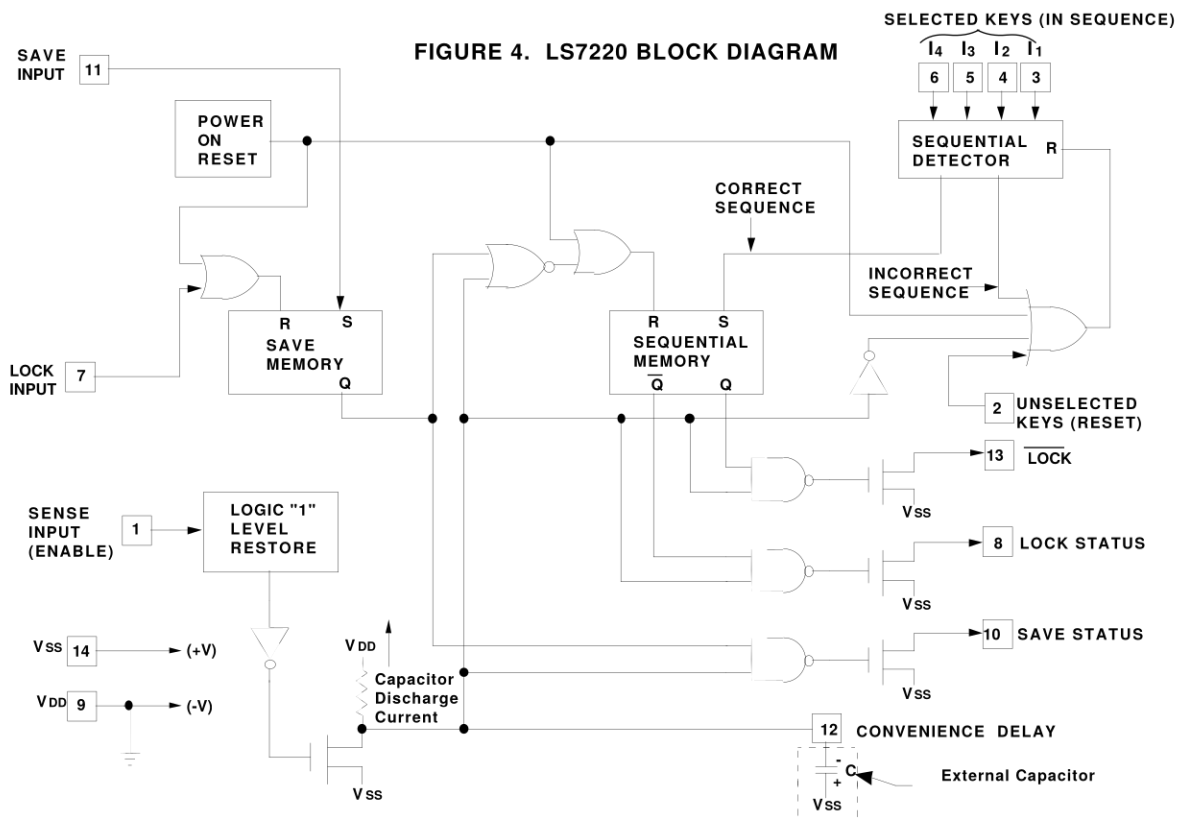 SELECTED KEYS (IN SEQUENCE)
FIGURE 4. LS7220 BLOCK DIAGRAM
SAVE
INPUT
11
I4 I3 I2 I1
6 5 4 3
POWER
ON
RESET
SEQUENTIAL
DETECTOR
R
CORRECT
SEQUENCE
INCORRECT
SEQUENCE
R S
SAVE
MEMORY
Q
R S
SEQUENTIAL
MEMORY
Q Q
LOCK
INPUT
7
2
UNSELECTED
KEYS (RESET)
13
LOCK
VSS
SENSE
INPUT
(ENABLE)
1
LOGIC "1"
LEVEL
RESTORE
8
LOCK STATUS
VSS
10
SAVE STATUS
VSS
VSS 14 (+V)
VDD 9 (-V)
VDD
Capacitor
Discharge
Current
VSS
12
CONVENIENCE DELAY
-
+
C
VSS
External Capacitor